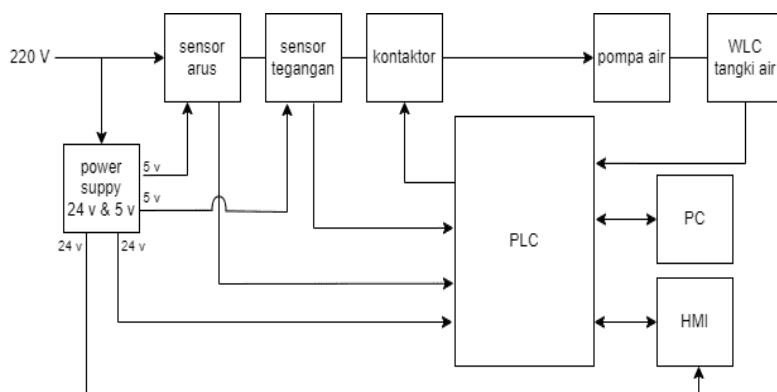 220 V
sensor
arus
sensor
tegangan
kontaktor
pompa air
WLC
tangki air
power
suppy
24 v & 5 v
5 v
5 v
24 v
24 v
PLC
PC
HMI